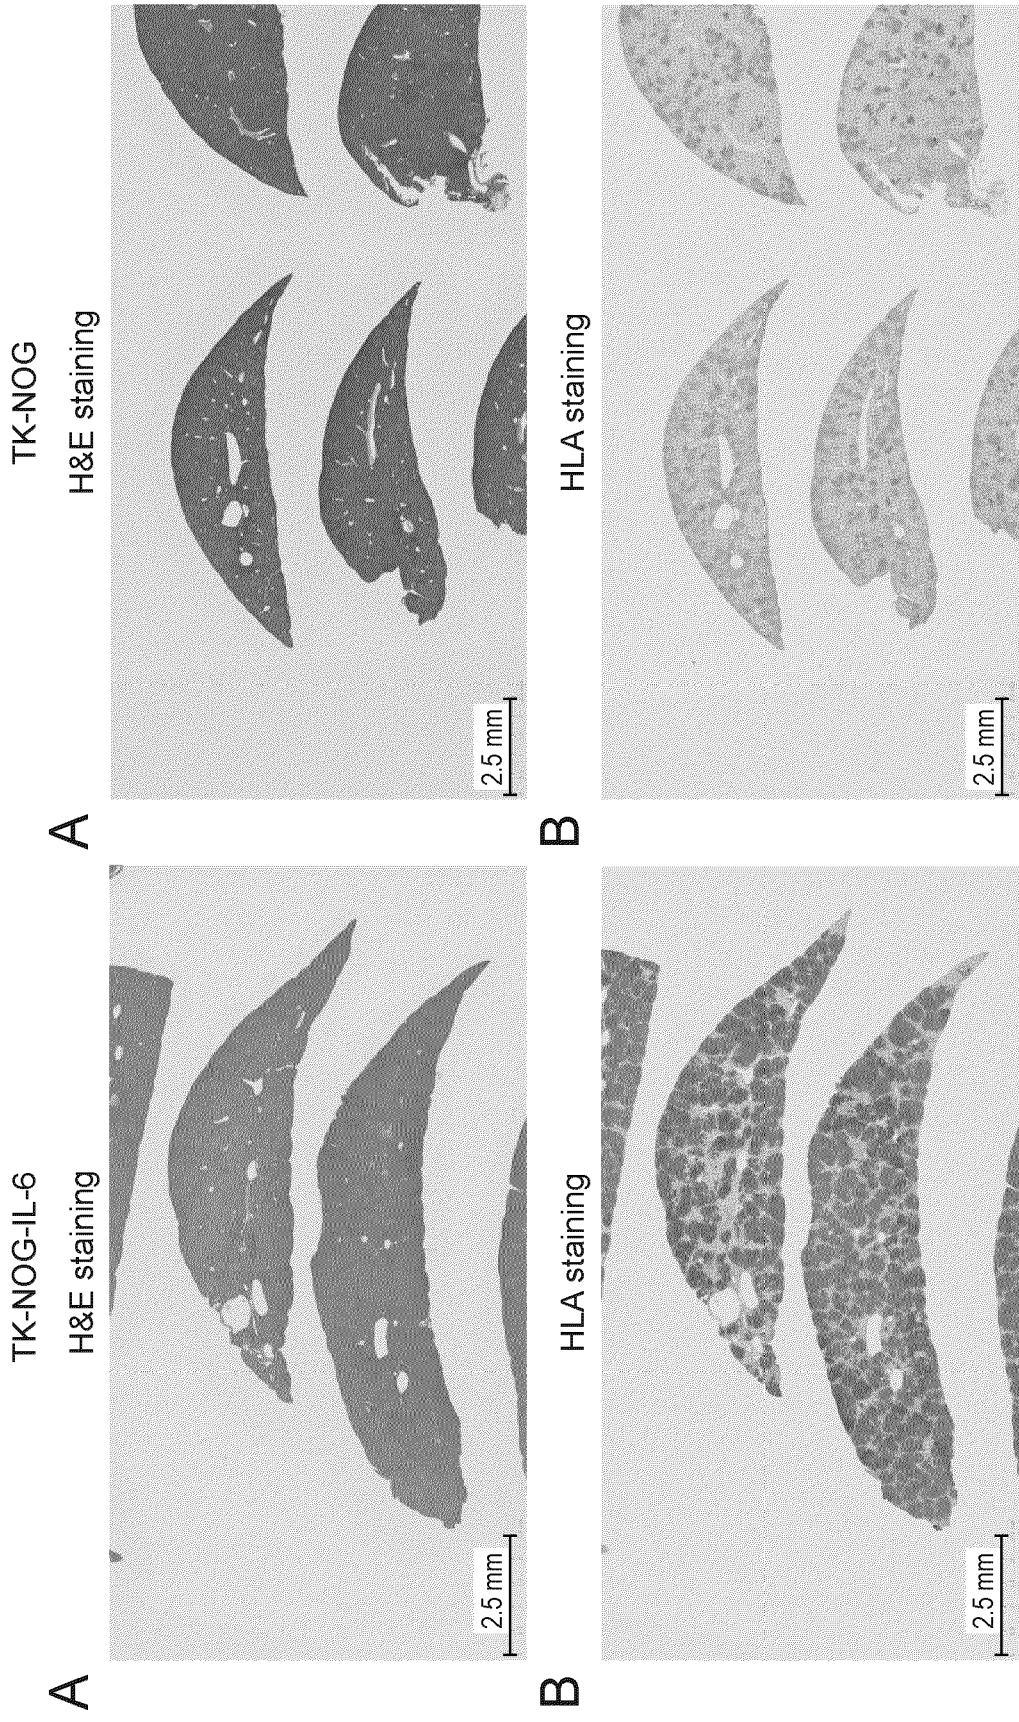 TK-NOG-IL-6
A
H&E staining
2.5 mm
B
HLA staining
2.5 mm
TK-NOG
A
H&E staining
2.5 mm
B
HLA staining
2.5 mm